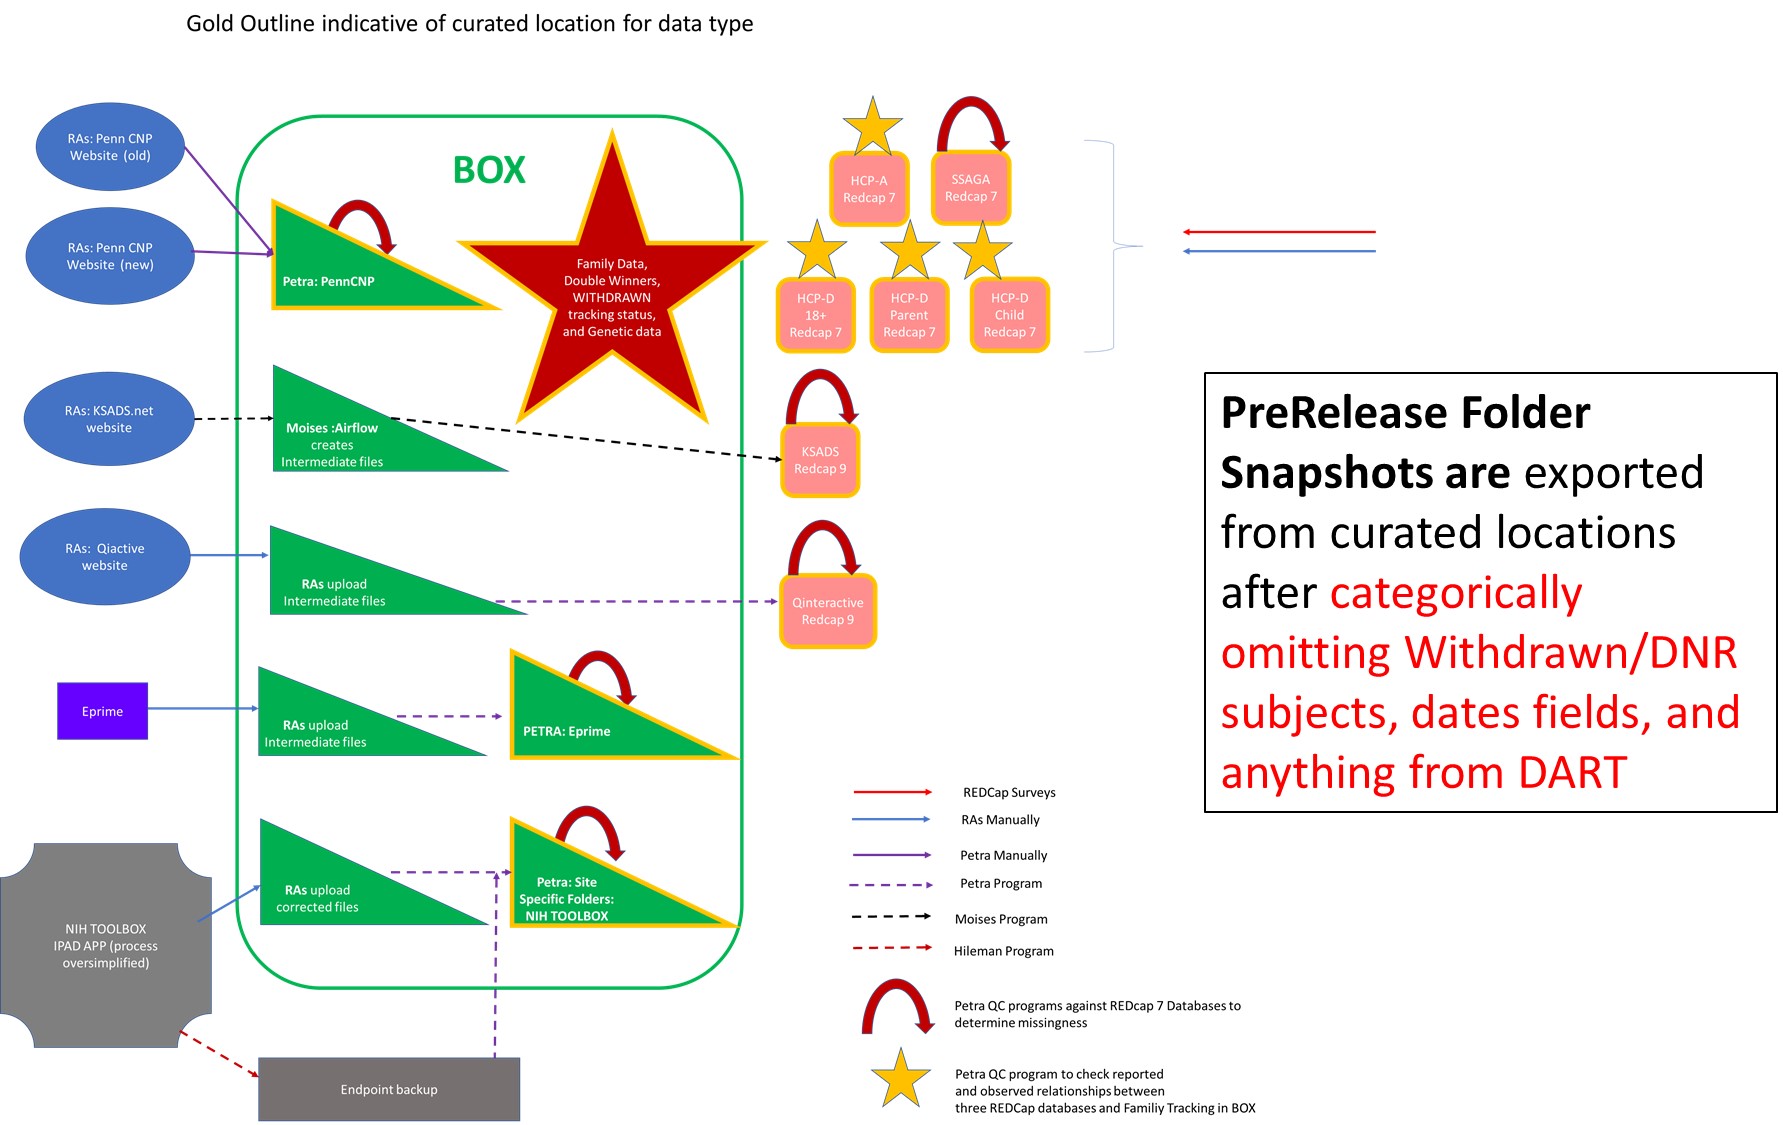 Gold Outline indicative of curated location for data type
RAs: Penn CNP
Website (old)
RAs: Penn CNP
Website (new)
BOX
Petra: PennCNP
Family Data,
Double Winners,
WITHDRAWN
tracking status,
and Genetic data
HCP-A
Redcap 7
SSAGA
Redcap 7
HCP-D
18+
Redcap 7
HCP-D
Parent
Redcap 7
HCP-D
Child
Redcap 7
RAs: KSADS.net
website
Moises :Airflow
creates
Intermediate files
KSADS
Redcap 9
RAs: Qiactive
website
RAs upload
Intermediate files
Qinteractive
Redcap 9
Eprime
RAs upload
Intermediate files
PETRA: Eprime
NIH TOOLBOX
IPAD APP (process
oversimplified)
RAs upload
corrected files
Petra: Site
Specific Folders:
NIH TOOLBOX
Endpoint backup
PreRelease Folder
Snapshots are exported
from curated locations
after categorically
omitting Withdrawn/DNR
subjects, dates fields, and
anything from DART
REDCap Surveys
RAs Manually
Petra Manually
Petra Program
Moises Program
Hileman Program
Petra QC programs against REDcap 7 Databases to
determine missingness
Petra QC program to check reported
and observed relationships between
three REDCap databases and Familiy Tracking in BOX